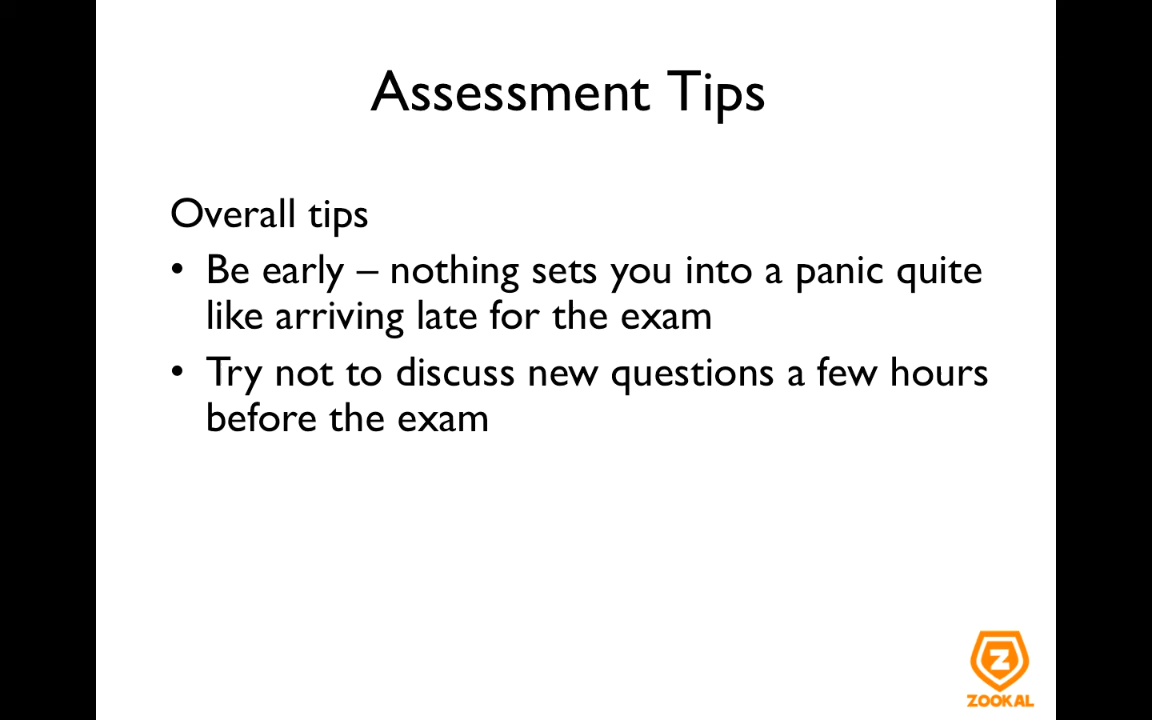 Assessment Tips
Overall tips
• Be early – nothing sets you into a panic quite
like arriving late for the exam
• Try not to discuss new questions a few hours
before the exam
Z
ZOOKAL